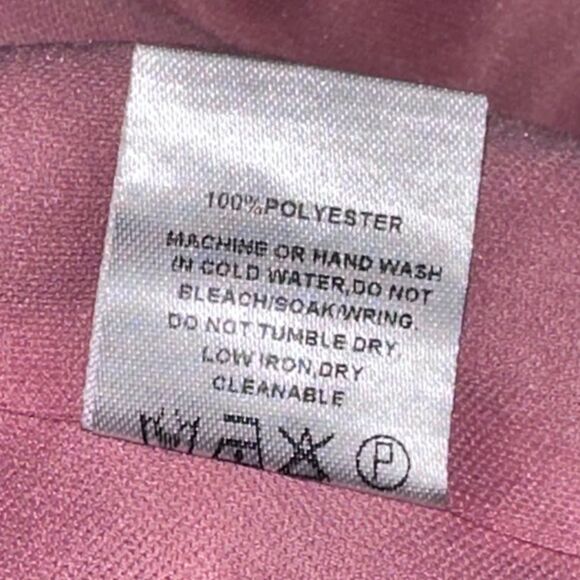 100%POLYESTER
MACHINE OR HAND WASH
IN COLD WATER,DO NOT
BLEACH/SOAK/WRING.
DO NOT TUMBLE DRY,
LOW IRON,DRY
CLEANABLE
P